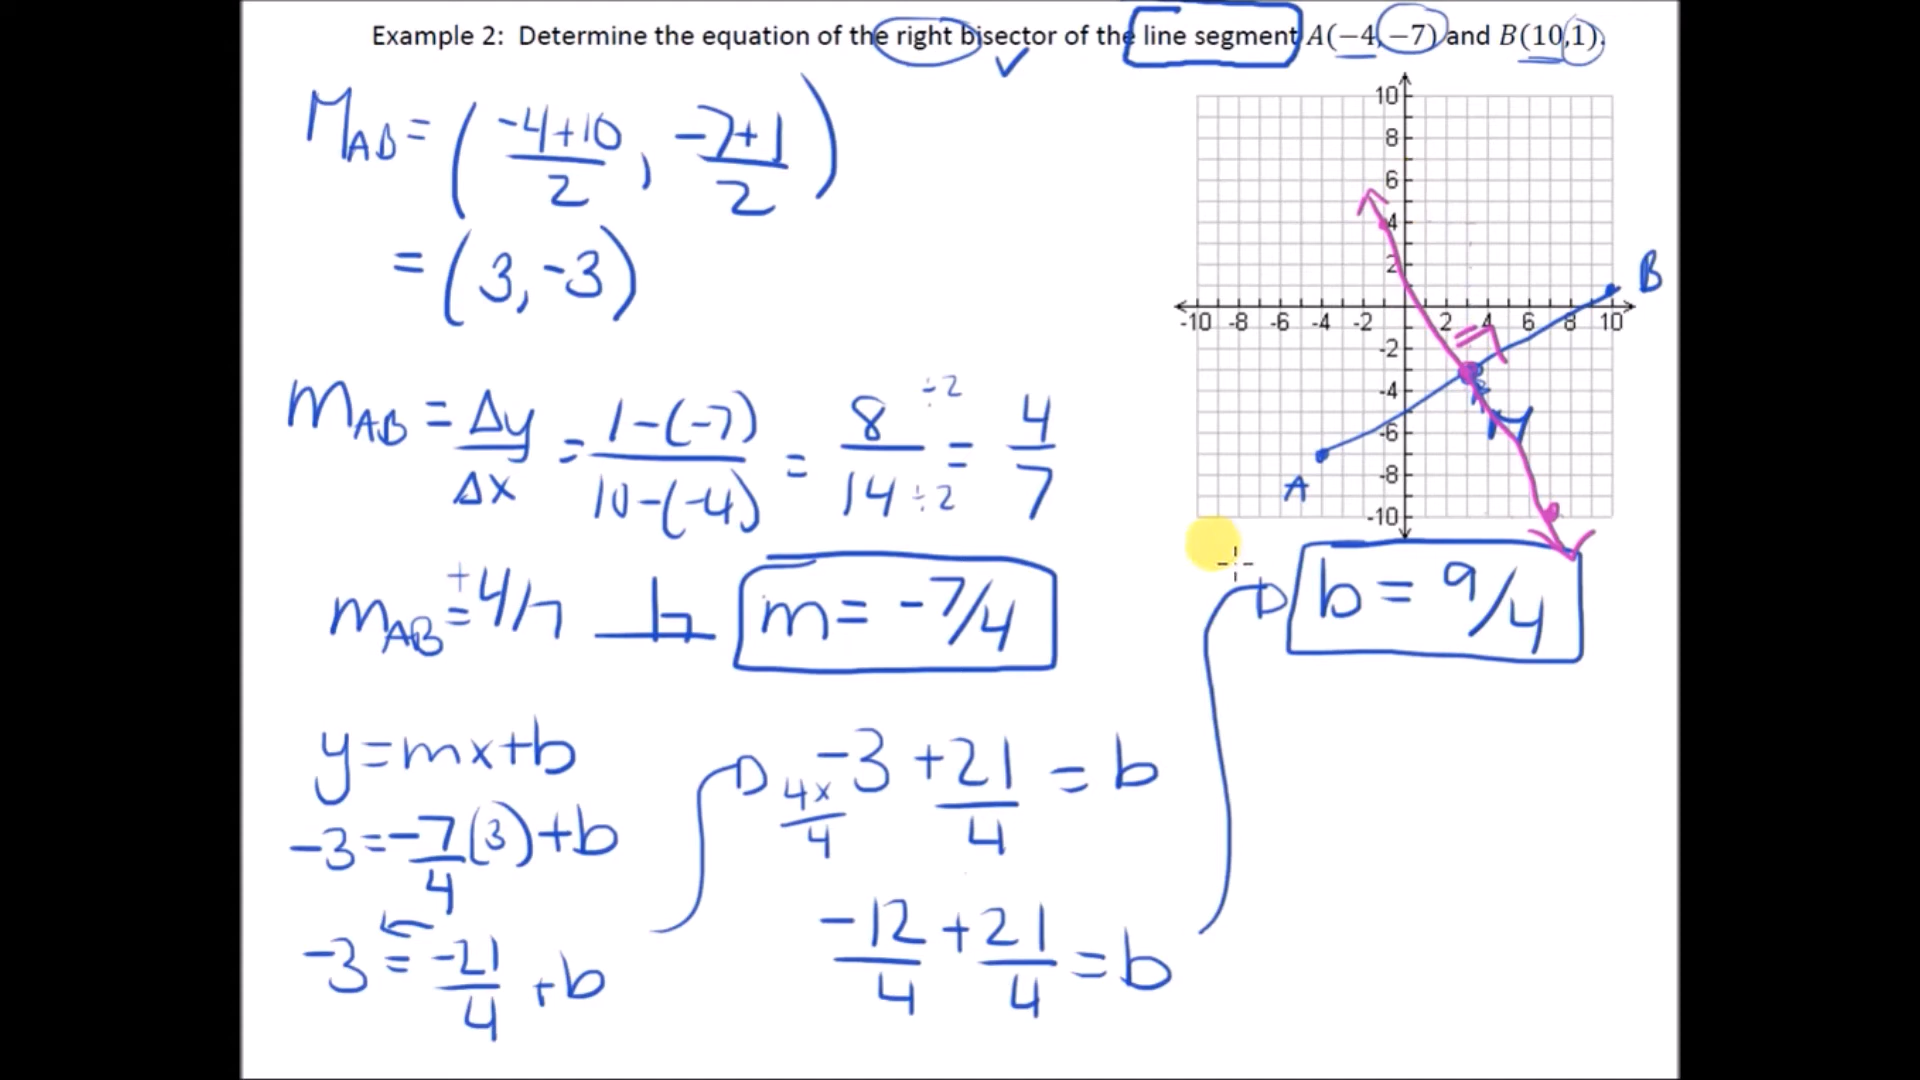 Example 2: Determine the equation of the right bisector of the line segment A(−4, −7) and B(10,1).
M_AB = (-4+10/2, -7+1/2)
= (3, -3)
m_AB = Δy/Δx = 1-(-7)/10-(-4) = 8 ÷2/14 ÷2 = 4/7
m_AB = +4/7 ⊥ m = -7/4
y=mx+b
-3 = -7/4 (3) + b
-3 = -21/4 + b
4x/4 -3 + 21/4 = b
-12/4 + 21/4 = b
b = 9/4
10
8
6
4
2
-10 -8 -6 -4 -2 2 4 6 8 10
-2
-4
-6
-8
-10
A
B
M